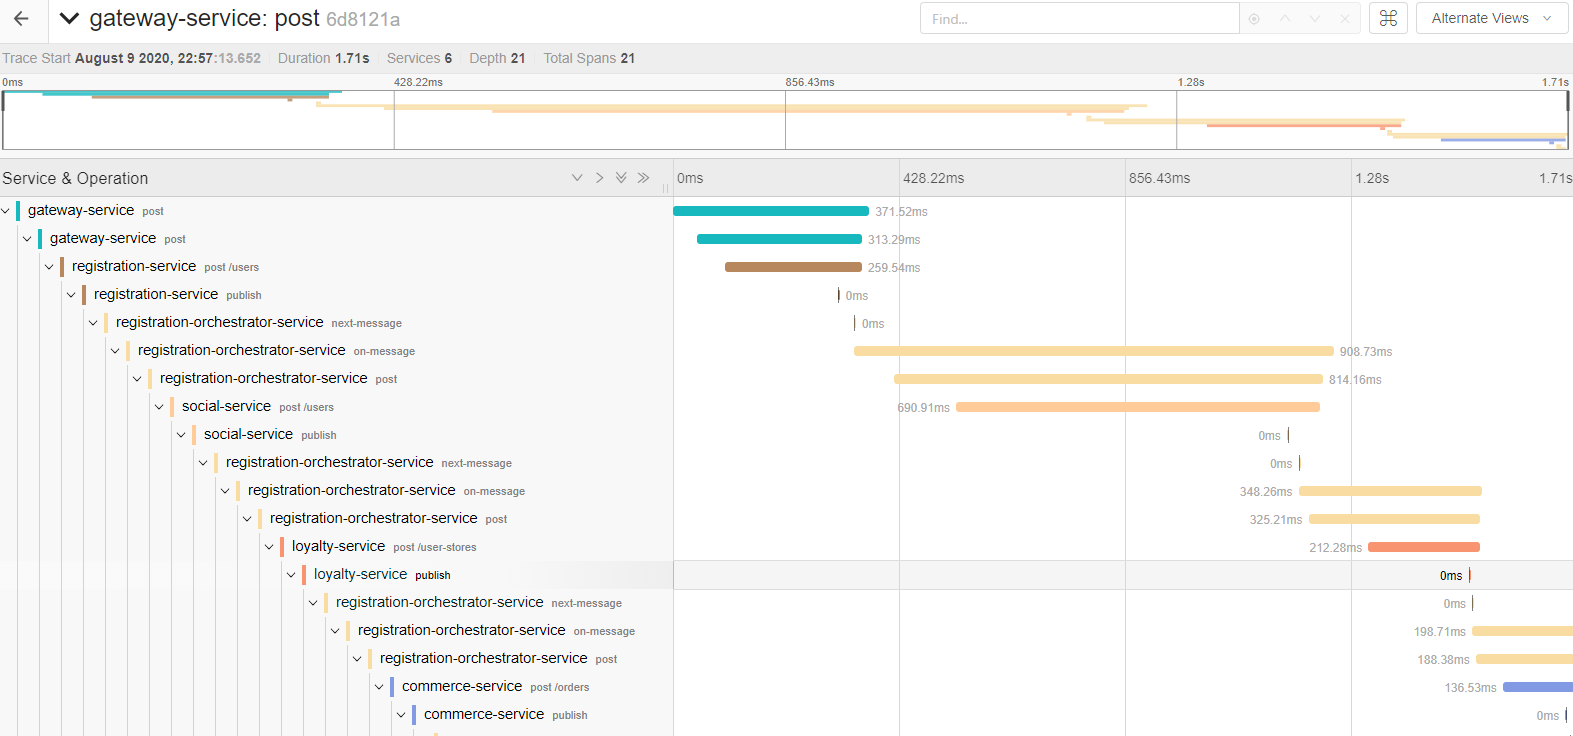 gateway-service: post 6d8121a Find... Alternate Views
Trace Start August 9 2020, 22:57:13.652 Duration 1.71s Services 6 Depth 21 Total Spans 21
0ms 428.22ms 856.43ms 1.28s 1.71s
Service & Operation 0ms 428.22ms 856.43ms 1.28s 1.71s
gateway-service post 371.52ms
gateway-service post 313.29ms
registration-service post /users 259.54ms
registration-service publish 0ms
registration-orchestrator-service next-message 0ms
registration-orchestrator-service on-message 908.73ms
registration-orchestrator-service post 814.16ms
social-service post /users 690.91ms
social-service publish 0ms
registration-orchestrator-service next-message 0ms
registration-orchestrator-service on-message 348.26ms
registration-orchestrator-service post 325.21ms
loyalty-service post /user-stores 212.28ms
loyalty-service publish 0ms
registration-orchestrator-service next-message 0ms
registration-orchestrator-service on-message 198.71ms
registration-orchestrator-service post 188.38ms
commerce-service post /orders 136.53ms
commerce-service publish 0ms